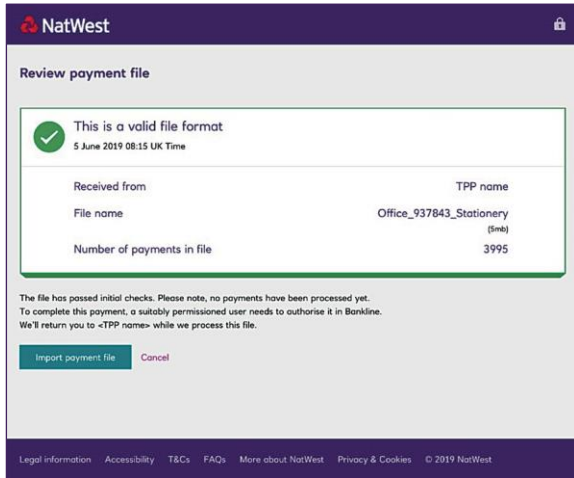 NatWest
Review payment file
This is a valid file format
5 June 2019 08:15 UK Time
Received from TPP name
File name Office_937843_Stationery
(5mb)
Number of payments in file 3995
The file has passed initial checks. Please note, no payments have been processed yet.
To complete this payment, a suitably permissioned user needs to authorise it in Bankline.
We'll return you to <TPP name> while we process this file.
Import payment file Cancel
Legal information Accessibility T&Cs FAQs More about NatWest Privacy & Cookies © 2019 NatWest